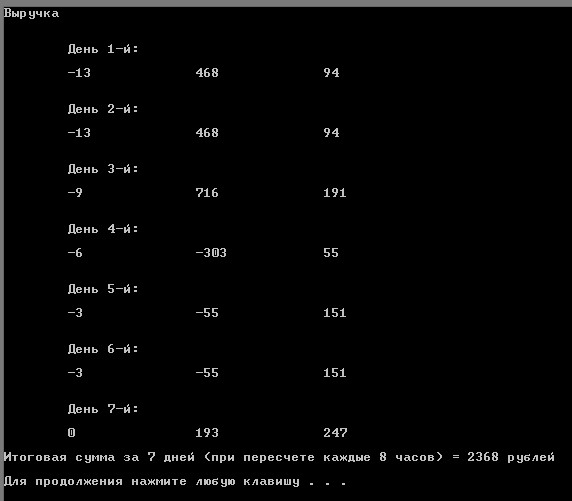 Выручка
День 1-й:
-13 468 94
День 2-й:
-13 468 94
День 3-й:
-9 716 191
День 4-й:
-6 -303 55
День 5-й:
-3 -55 151
День 6-й:
-3 -55 151
День 7-й:
0 193 247
Итоговая сумма за 7 дней (при пересчете каждые 8 часов) = 2368 рублей
Для продолжения нажмите любую клавишу . . .